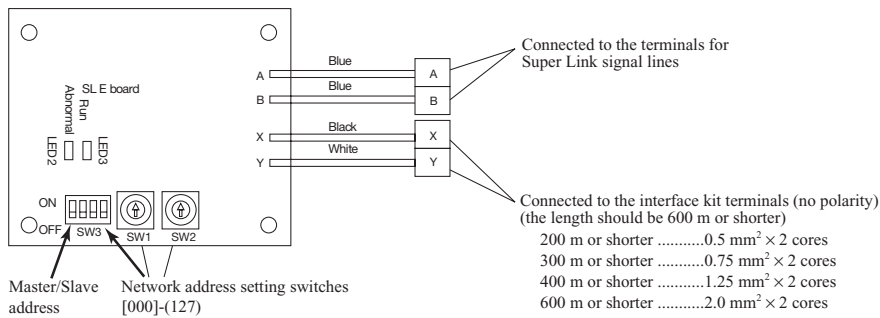 Blue
A
A
Connected to the terminals for
Super Link signal lines
Blue
B
B
SL E board
Abnormal
Run
LED2
LED3
Black
X
X
White
Y
Y
ON
OFF
SW3
SW1
SW2
Connected to the interface kit terminals (no polarity)
(the length should be 600 m or shorter)
200 m or shorter ...........0.5 mm² × 2 cores
300 m or shorter ...........0.75 mm² × 2 cores
400 m or shorter ...........1.25 mm² × 2 cores
600 m or shorter ...........2.0 mm² × 2 cores
Master/Slave
address
Network address setting switches
[000]-(127)